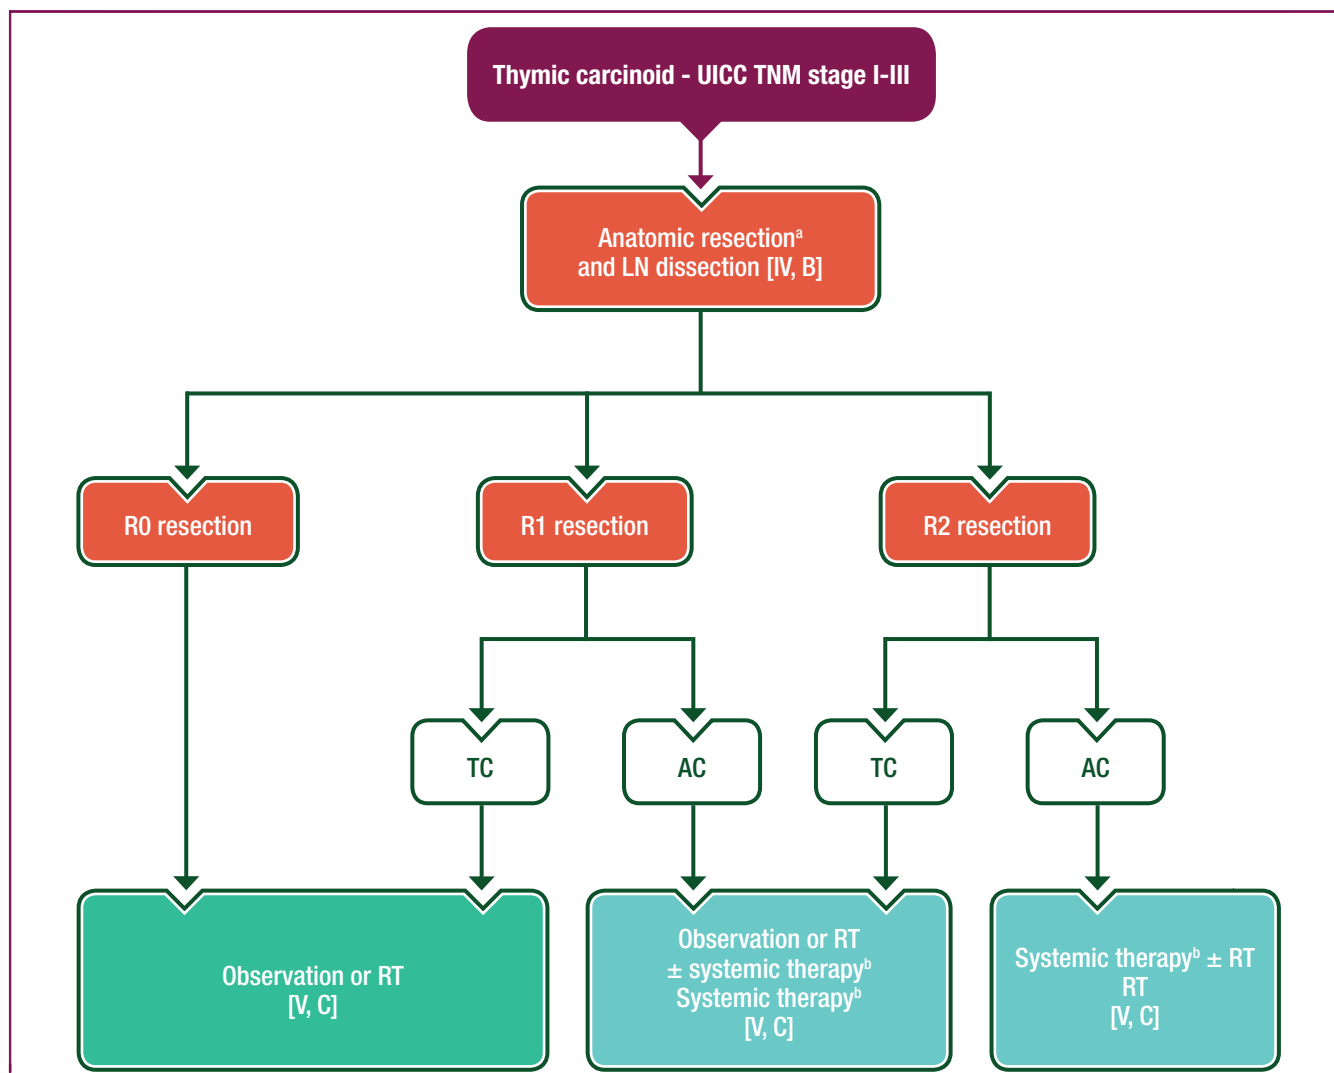 Thymic carcinoid - UICC TNM stage I-III
Anatomic resectionᵃ
and LN dissection [IV, B]
R0 resection
R1 resection
R2 resection
TC
AC
TC
AC
Observation or RT
[V, C]
Observation or RT
± systemic therapyᵇ
Systemic therapyᵇ
[V, C]
Systemic therapyᵇ ± RT
RT
[V, C]